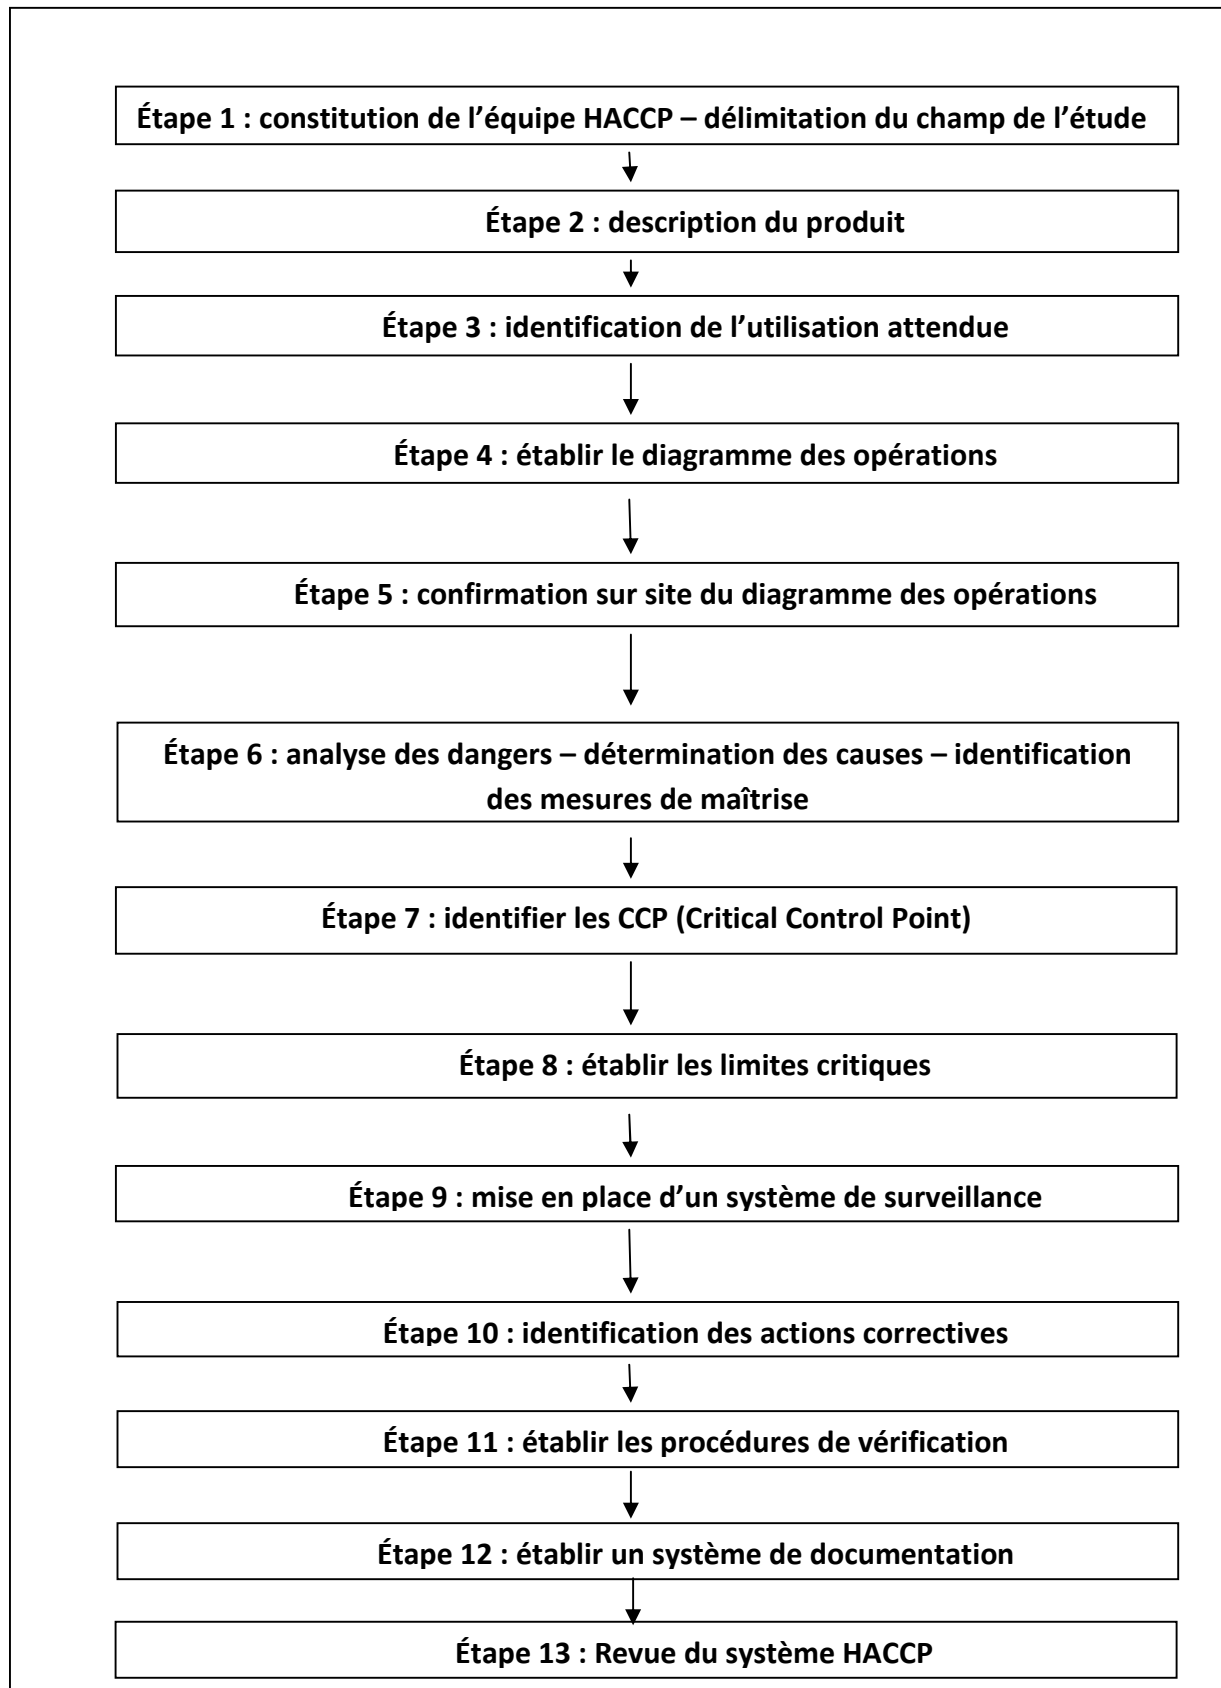 Étape 1 : constitution de l’équipe HACCP – délimitation du champ de l’étude
Étape 2 : description du produit
Étape 3 : identification de l’utilisation attendue
Étape 4 : établir le diagramme des opérations
Étape 5 : confirmation sur site du diagramme des opérations
Étape 6 : analyse des dangers – détermination des causes – identification
des mesures de maîtrise
Étape 7 : identifier les CCP (Critical Control Point)
Étape 8 : établir les limites critiques
Étape 9 : mise en place d’un système de surveillance
Étape 10 : identification des actions correctives
Étape 11 : établir les procédures de vérification
Étape 12 : établir un système de documentation
Étape 13 : Revue du système HACCP